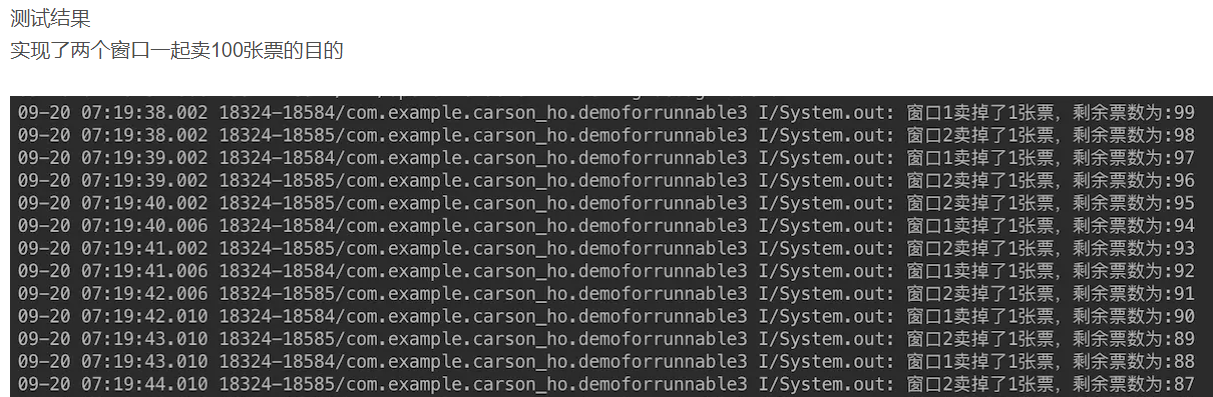 测试结果
实现了两个窗口一起卖100张票的目的
09-20 07:19:38.002 18324-18584/com.example.carson_ho.demoforrunnable3 I/System.out: 窗口1卖掉了1张票，剩余票数为:99
09-20 07:19:38.002 18324-18585/com.example.carson_ho.demoforrunnable3 I/System.out: 窗口2卖掉了1张票，剩余票数为:98
09-20 07:19:39.002 18324-18584/com.example.carson_ho.demoforrunnable3 I/System.out: 窗口1卖掉了1张票，剩余票数为:97
09-20 07:19:39.002 18324-18585/com.example.carson_ho.demoforrunnable3 I/System.out: 窗口2卖掉了1张票，剩余票数为:96
09-20 07:19:40.002 18324-18585/com.example.carson_ho.demoforrunnable3 I/System.out: 窗口2卖掉了1张票，剩余票数为:95
09-20 07:19:40.006 18324-18584/com.example.carson_ho.demoforrunnable3 I/System.out: 窗口1卖掉了1张票，剩余票数为:94
09-20 07:19:41.002 18324-18585/com.example.carson_ho.demoforrunnable3 I/System.out: 窗口2卖掉了1张票，剩余票数为:93
09-20 07:19:41.006 18324-18584/com.example.carson_ho.demoforrunnable3 I/System.out: 窗口1卖掉了1张票，剩余票数为:92
09-20 07:19:42.006 18324-18585/com.example.carson_ho.demoforrunnable3 I/System.out: 窗口2卖掉了1张票，剩余票数为:91
09-20 07:19:42.010 18324-18584/com.example.carson_ho.demoforrunnable3 I/System.out: 窗口1卖掉了1张票，剩余票数为:90
09-20 07:19:43.010 18324-18585/com.example.carson_ho.demoforrunnable3 I/System.out: 窗口2卖掉了1张票，剩余票数为:89
09-20 07:19:43.010 18324-18584/com.example.carson_ho.demoforrunnable3 I/System.out: 窗口1卖掉了1张票，剩余票数为:88
09-20 07:19:44.010 18324-18585/com.example.carson_ho.demoforrunnable3 I/System.out: 窗口2卖掉了1张票，剩余票数为:87